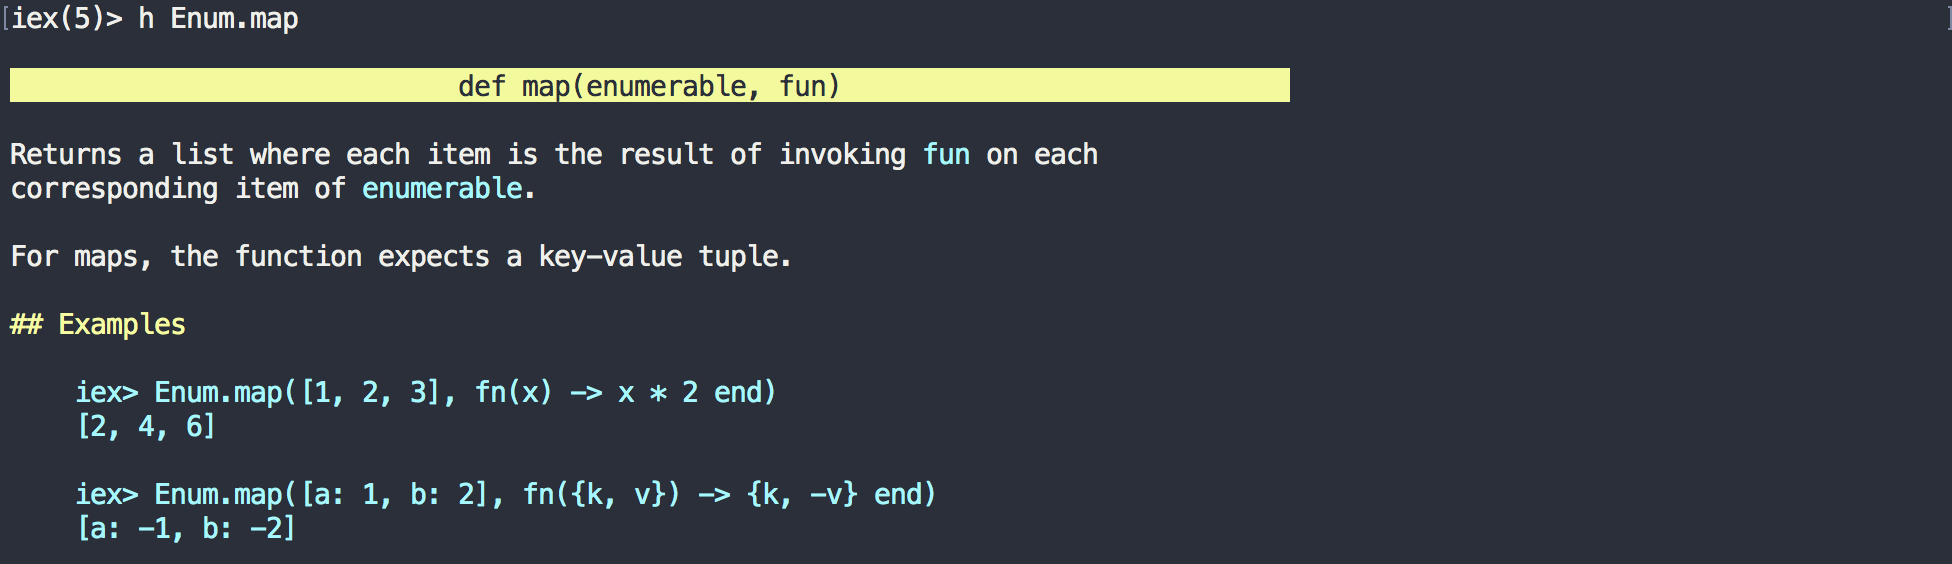 [iex(5)> h Enum.map ]
def map(enumerable, fun)
Returns a list where each item is the result of invoking fun on each
corresponding item of enumerable.
For maps, the function expects a key-value tuple.
## Examples
iex> Enum.map([1, 2, 3], fn(x) -> x * 2 end)
[2, 4, 6]
iex> Enum.map([a: 1, b: 2], fn({k, v}) -> {k, -v} end)
[a: -1, b: -2]